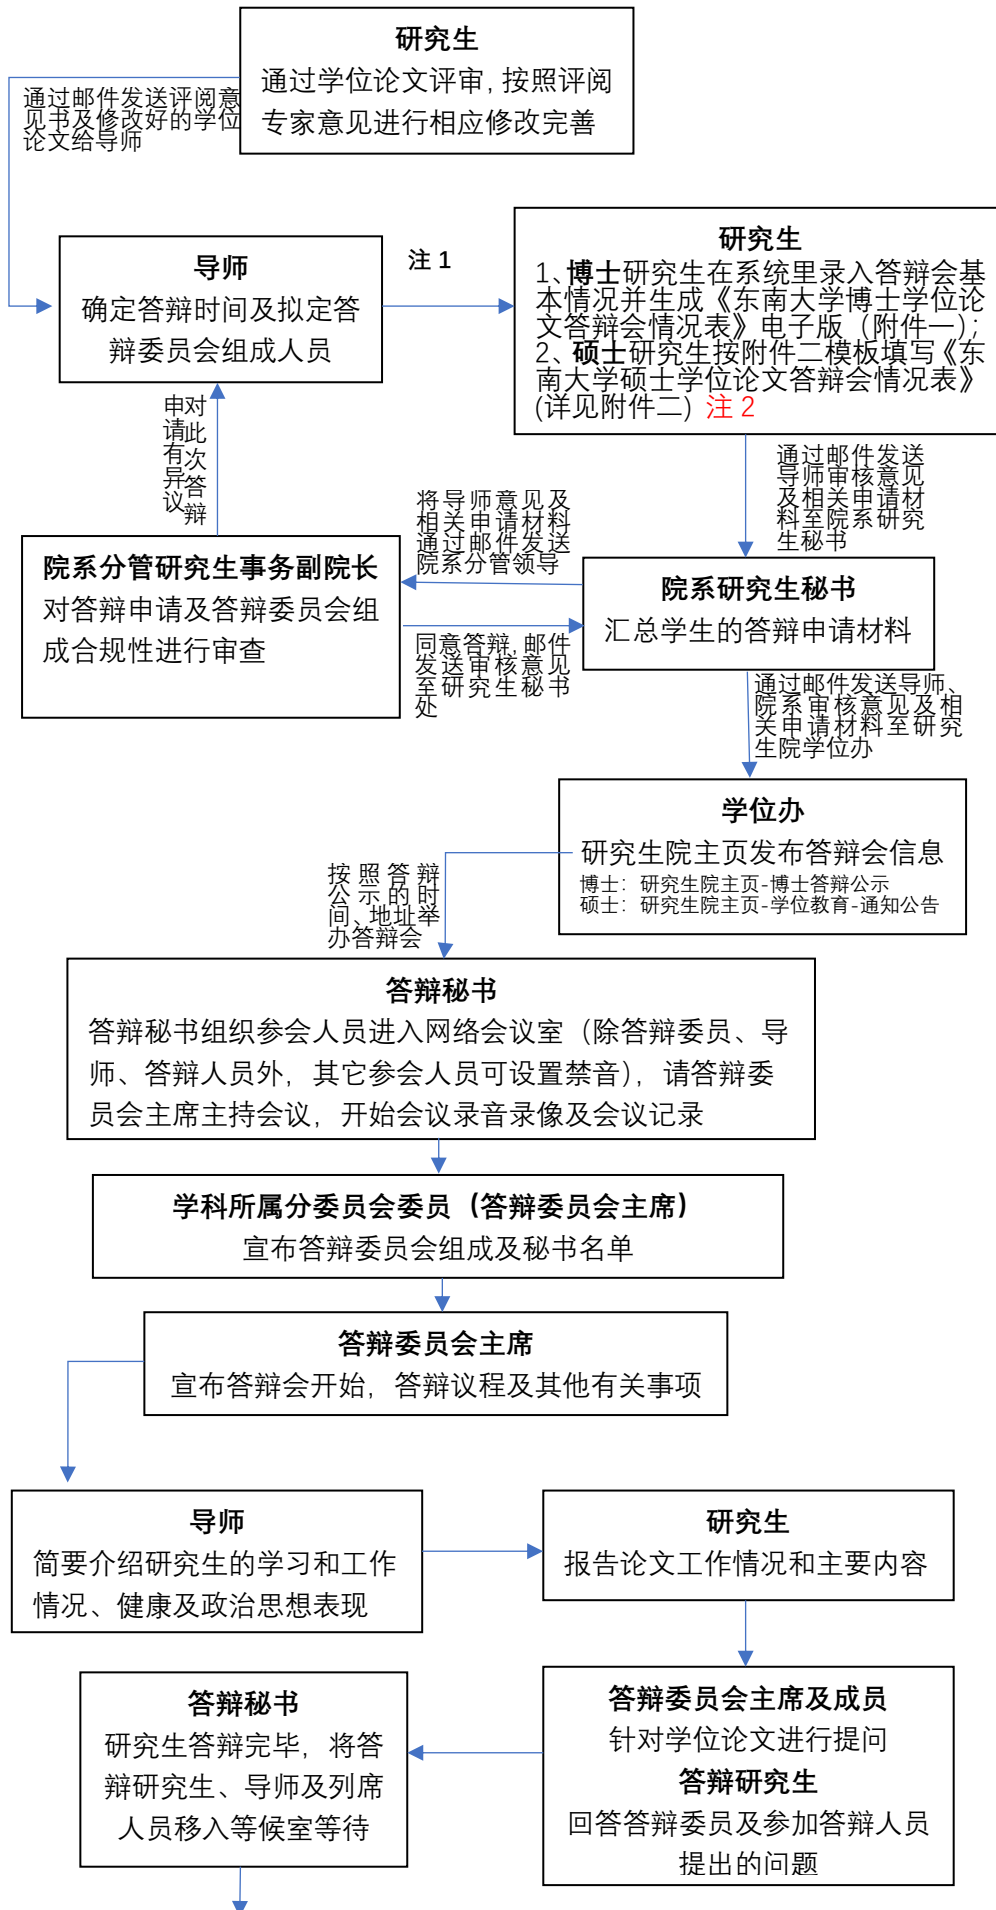 研究生
通过学位论文评审, 按照评阅
专家意见进行相应修改完善
通过邮件发送评阅意
见书及修改好的学位
论文给导师
导师
确定答辩时间及拟定答
辩委员会组成人员
注 1
研究生
1、博士研究生在系统里录入答辩会基
本情况并生成《东南大学博士学位论
文答辩会情况表》电子版（附件一）；
2、硕士研究生按附件二模板填写《东
南大学硕士学位论文答辩会情况表》
(详见附件二) 注 2
对此次答辩
申请有异议
通过邮件发送
导师审核意见
及相关申请材
料至院系研究
生秘书
将导师意见及
相关申请材料
通过邮件发送
院系分管领导
院系分管研究生事务副院长
对答辩申请及答辩委员会组
成合规性进行审查
院系研究生秘书
汇总学生的答辩申请材料
同意答辩, 邮件
发送审核意见
至研究生秘书
处
通过邮件发送导师、
院系审核意见及相
关申请材料至研究
生院学位办
学位办
研究生院主页发布答辩会信息
博士：研究生院主页-博士答辩公示
硕士：研究生院主页-学位教育-通知公告
按照答辩
公示的时
间、地址举
办答辩会
答辩秘书
答辩秘书组织参会人员进入网络会议室（除答辩委员、导
师、答辩人员外，其它参会人员可设置禁音），请答辩委
员会主席主持会议，开始会议录音录像及会议记录
学科所属分委员会委员（答辩委员会主席）
宣布答辩委员会组成及秘书名单
答辩委员会主席
宣布答辩会开始，答辩议程及其他有关事项
导师
简要介绍研究生的学习和工作
情况、健康及政治思想表现
研究生
报告论文工作情况和主要内容
答辩委员会主席及成员
针对学位论文进行提问
答辩研究生
回答答辩委员及参加答辩人员
提出的问题
答辩秘书
研究生答辩完毕，将答
辩研究生、导师及列席
人员移入等候室等待